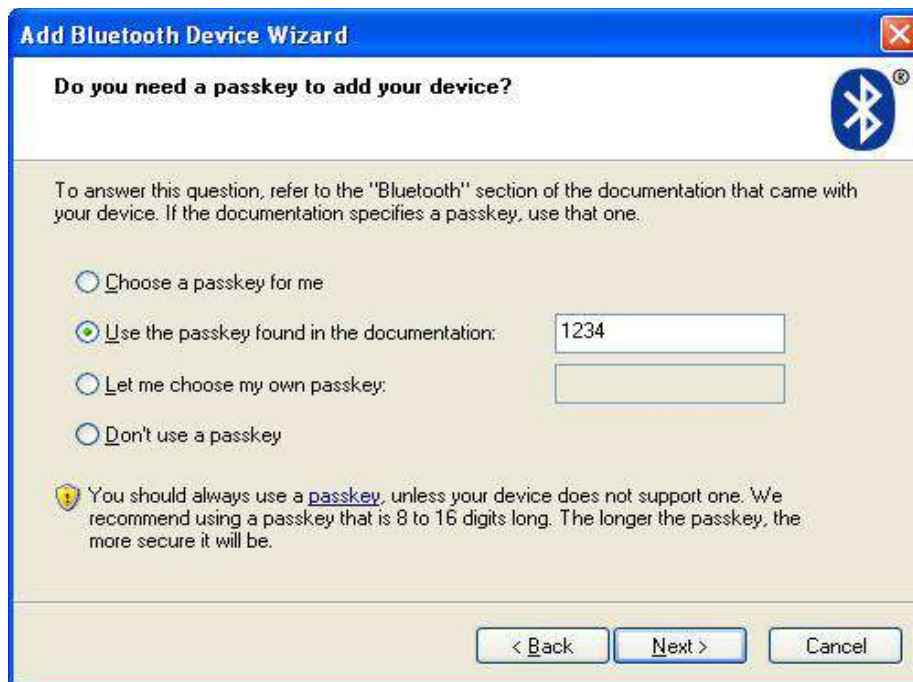 Add Bluetooth Device Wizard
Do you need a passkey to add your device?
®
To answer this question, refer to the "Bluetooth" section of the documentation that came with
your device. If the documentation specifies a passkey, use that one.
Choose a passkey for me
Use the passkey found in the documentation: 1234
Let me choose my own passkey:
Don't use a passkey
You should always use a passkey, unless your device does not support one. We
recommend using a passkey that is 8 to 16 digits long. The longer the passkey, the
more secure it will be.
< Back Next > Cancel